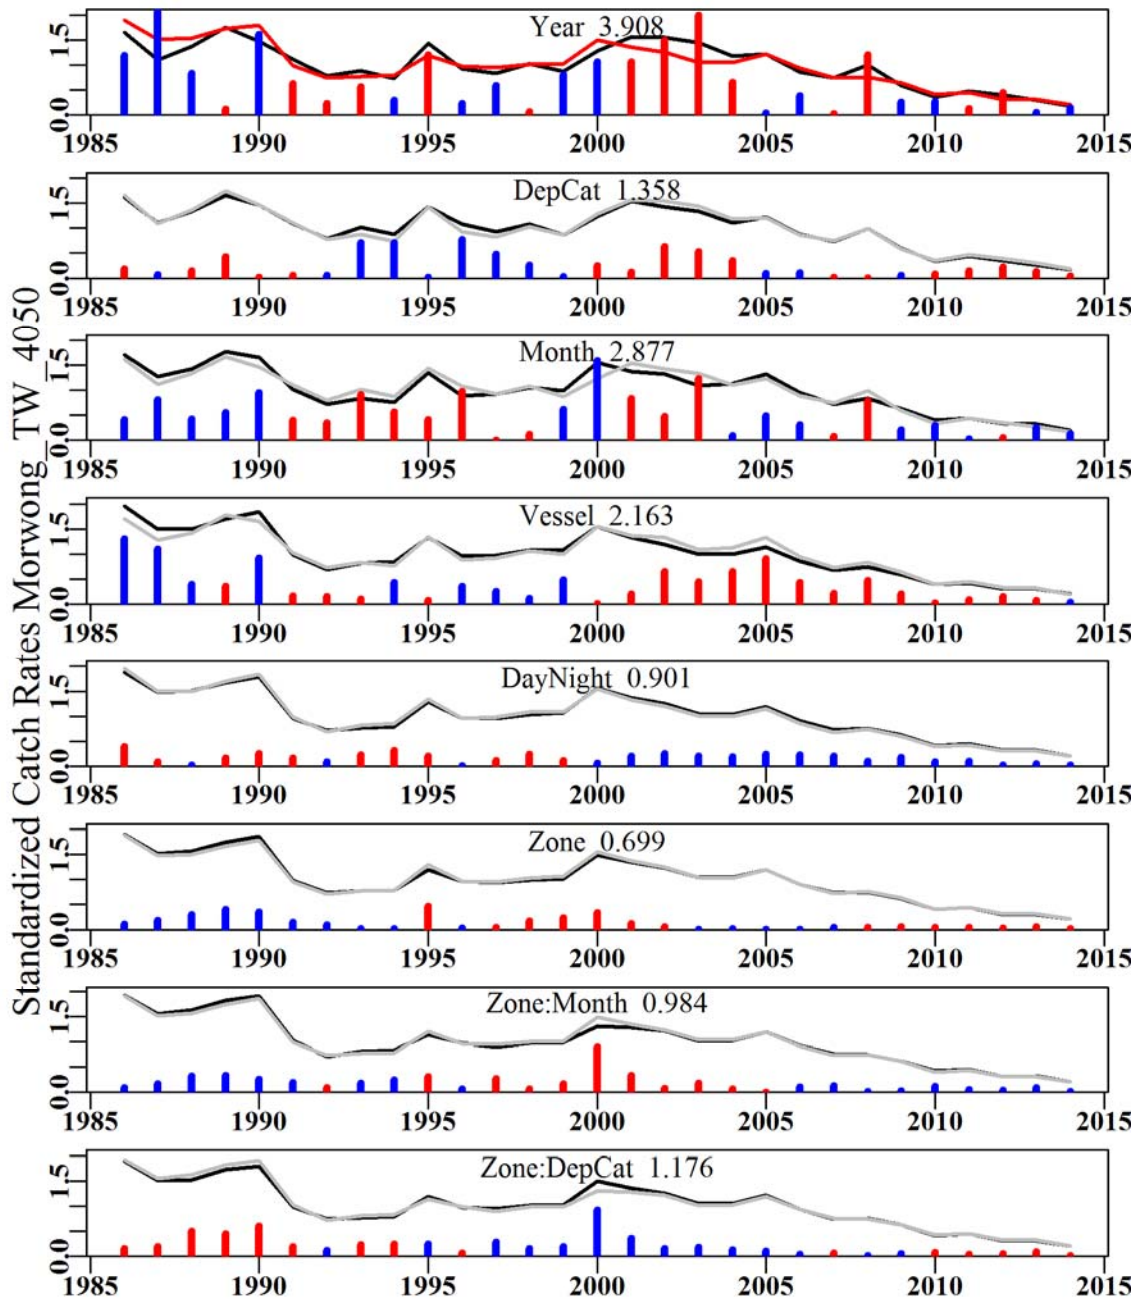 Standardized Catch Rates Morwong_TW_4050
Year 3.908
0.0 1.5
1985 1990 1995 2000 2005 2010 2015
DepCat 1.358
0.0 1.5
1985 1990 1995 2000 2005 2010 2015
Month 2.877
0.0 1.5
1985 1990 1995 2000 2005 2010 2015
Vessel 2.163
0.0 1.5
1985 1990 1995 2000 2005 2010 2015
DayNight 0.901
0.0 1.5
1985 1990 1995 2000 2005 2010 2015
Zone 0.699
0.0 1.5
1985 1990 1995 2000 2005 2010 2015
Zone:Month 0.984
0.0 1.5
1985 1990 1995 2000 2005 2010 2015
Zone:DepCat 1.176
0.0 1.5
1985 1990 1995 2000 2005 2010 2015